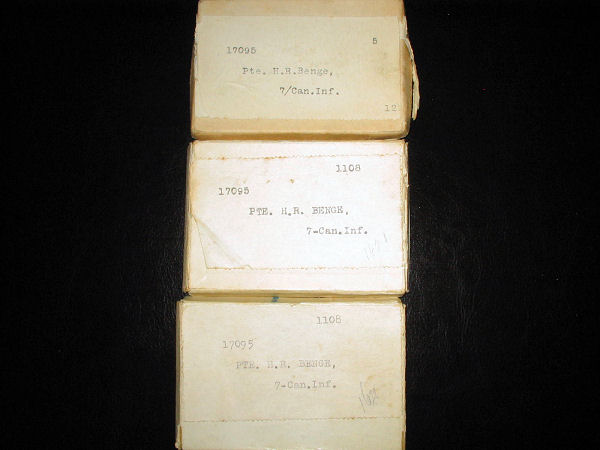 5
17095
Pte. H.R.Benge,
7/Can.Inf.
12
1108
17095
PTE. H.R. BENGE,
7-Can.Inf.
1108
17095
PTE. H.R. BENGE,
7-Can.Inf.